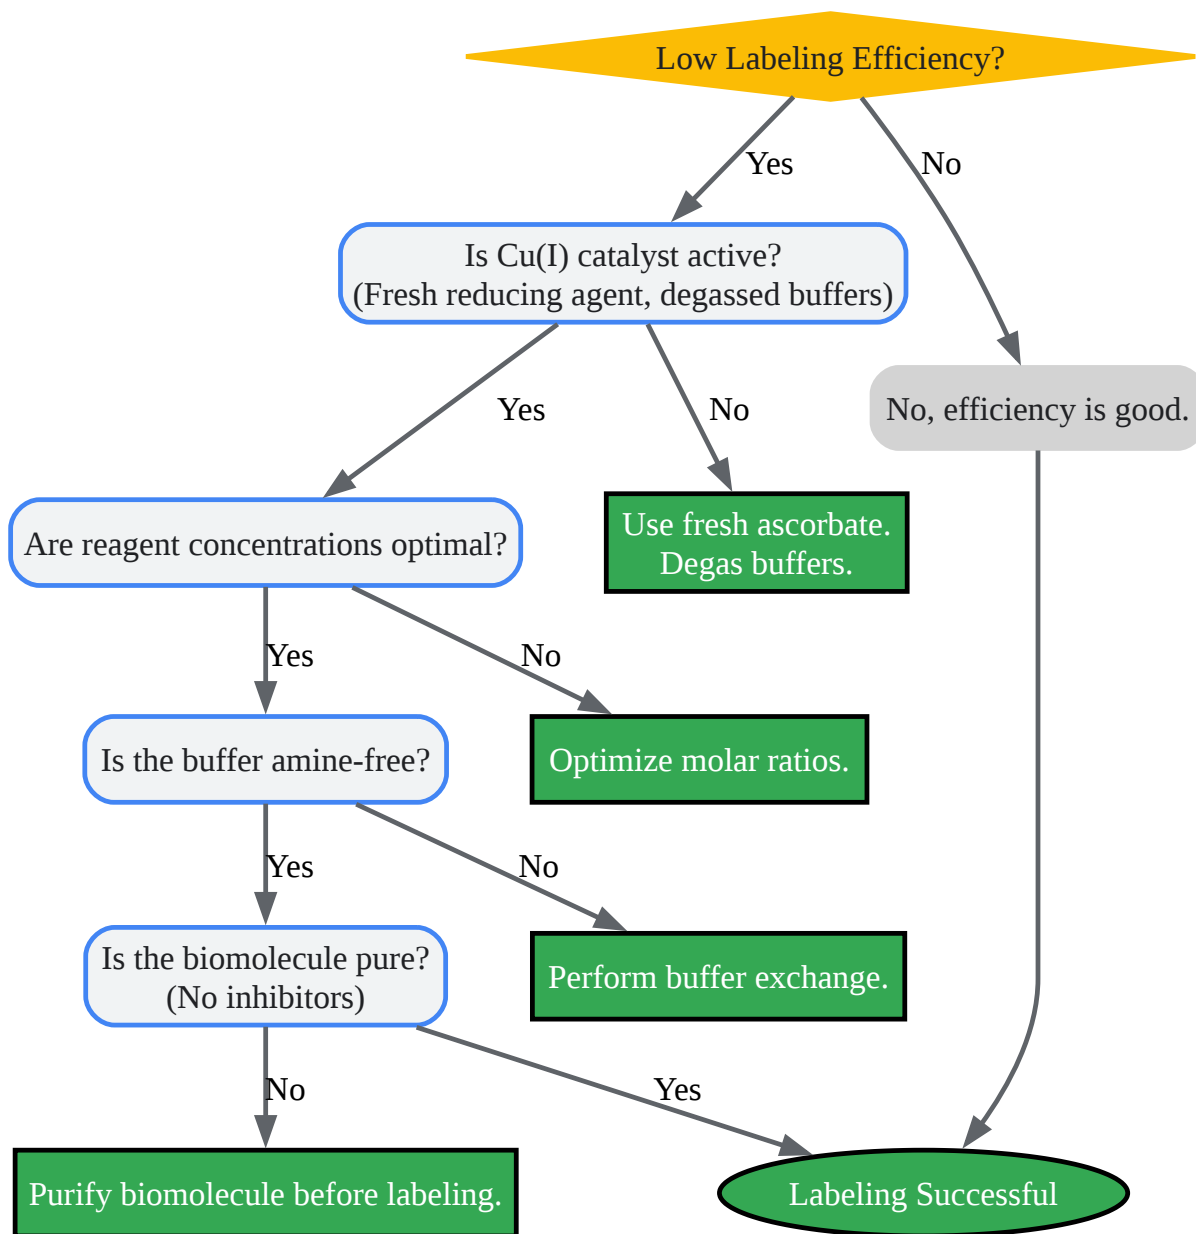 Low Labeling Efficiency?
Yes
No
Is Cu(I) catalyst active?
(Fresh reducing agent, degassed buffers)
Yes
No
No, efficiency is good.
Are reagent concentrations optimal?
Use fresh ascorbate.
Degas buffers.
Yes
No
Is the buffer amine-free?
Optimize molar ratios.
Yes
No
Is the biomolecule pure?
(No inhibitors)
Perform buffer exchange.
No
Yes
Purify biomolecule before labeling.
Labeling Successful